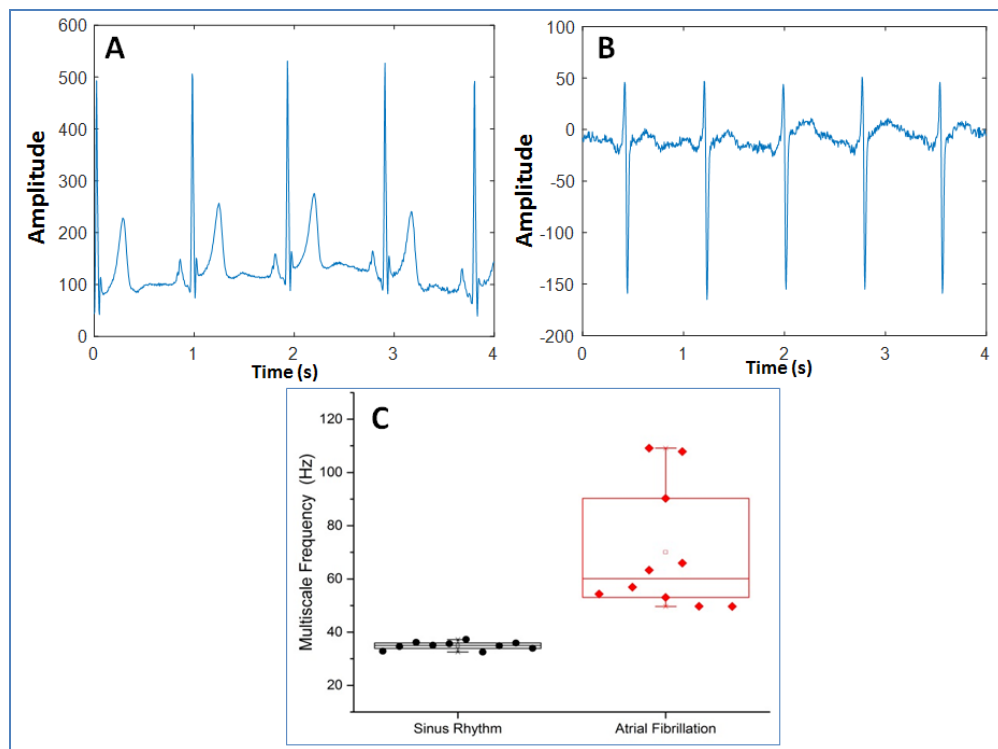 A
Amplitude
600
500
400
300
200
100
0
0 1 2 3 4
Time (s)
B
Amplitude
100
50
0
-50
-100
-150
-200
0 1 2 3 4
Time (s)
C
Multiscale Frequency (Hz)
120
100
80
60
40
20
Sinus Rhythm Atrial Fibrillation